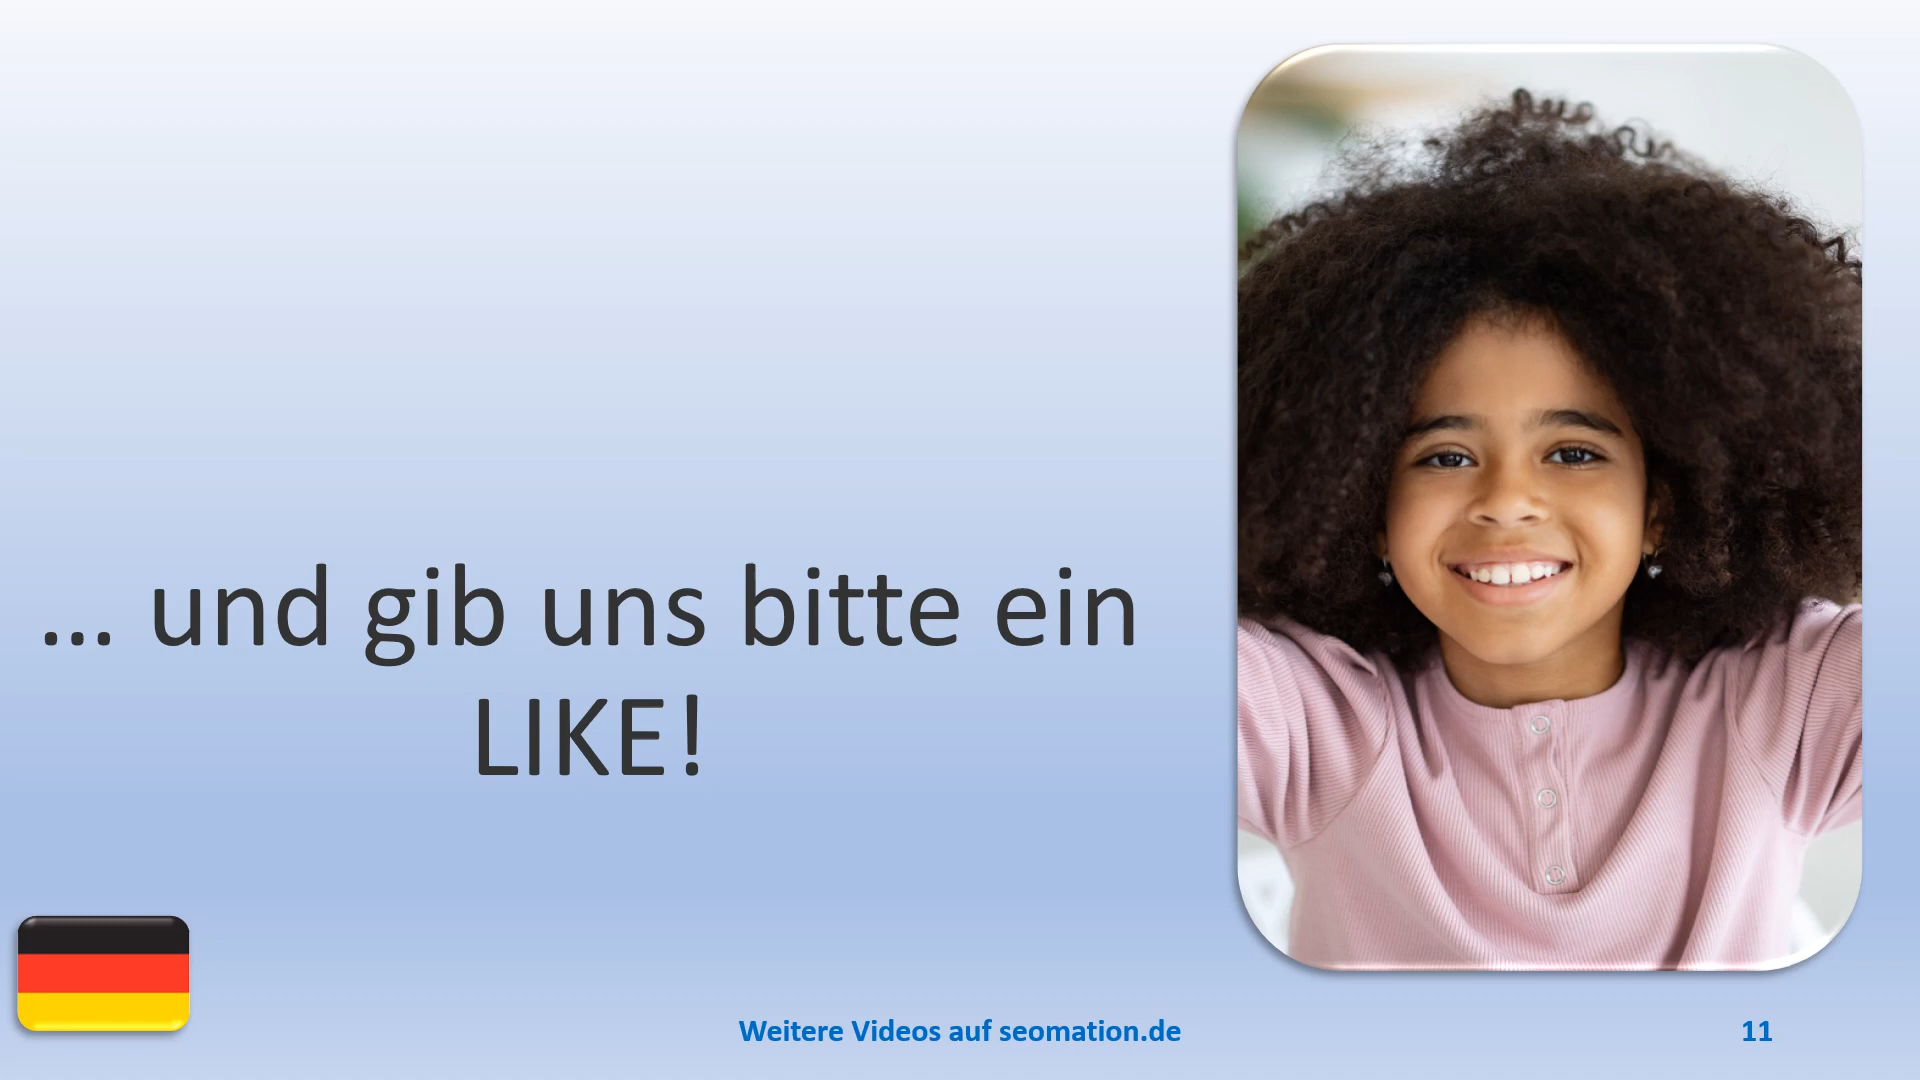 ... und gib uns bitte ein
LIKE!
Weitere Videos auf seomation.de
11